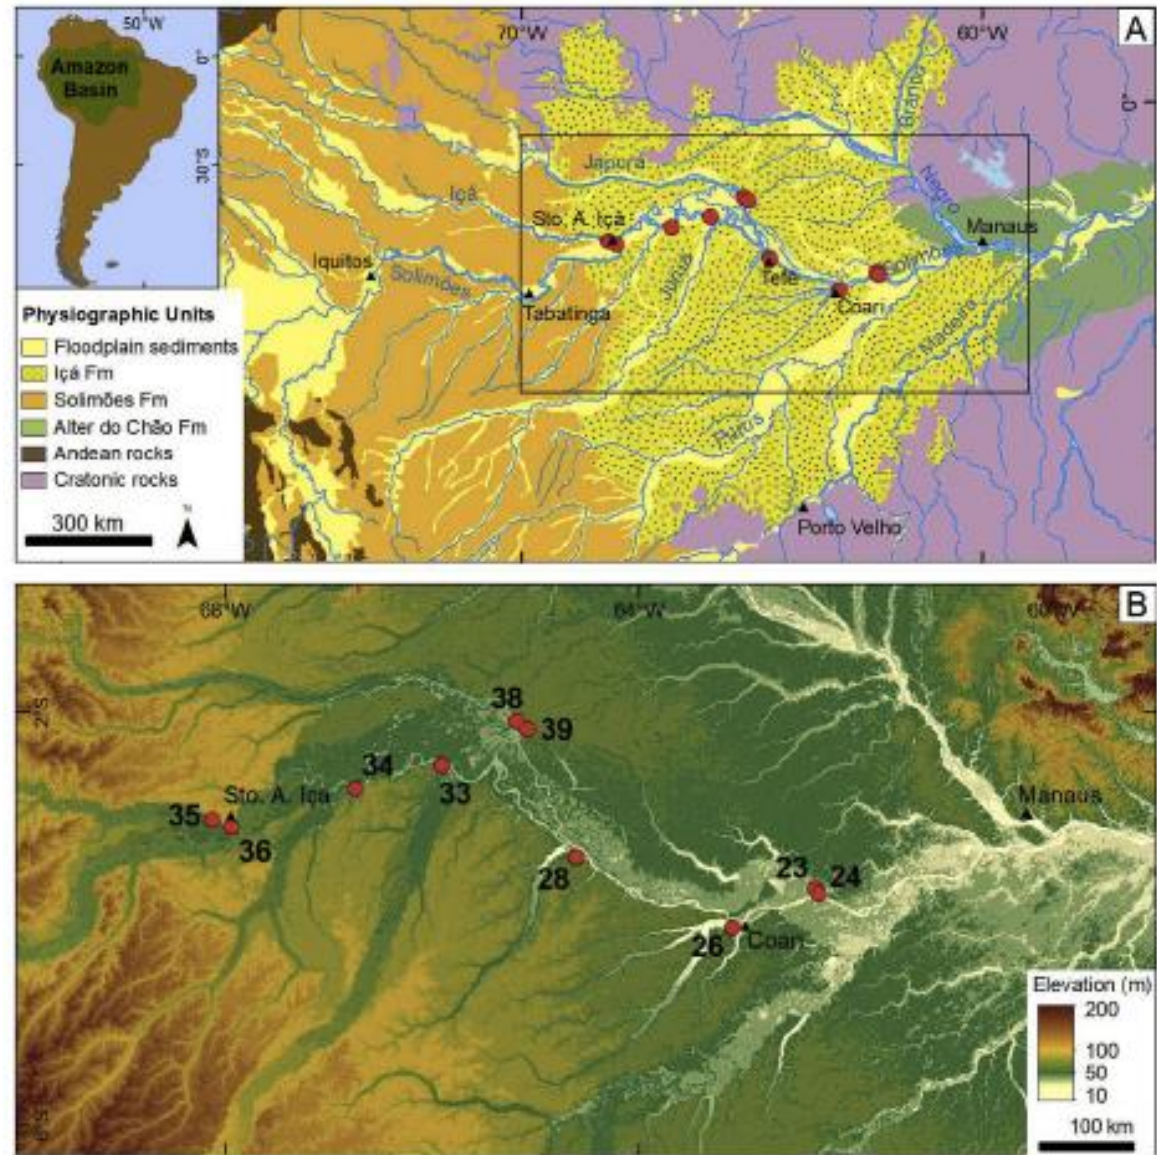 50°W
A
70°W
60°W
0°
0°
Amazon
Basin
30°S
Branco
Japurá
Içá
Negro
Sto. A. Içá
Manaus
Iquitos
Solimões
Solimões
Juruá
Tefé
Tabatinga
Coari
Madeira
Purus
Porto Velho
Physiographic Units
Floodplain sediments
Içá Fm
Solimões Fm
Alter do Chão Fm
Andean rocks
Cratonic rocks
300 km
N
B
68°W
64°W
60°W
2°S
38
39
34
33
Sto. A. Içá
35
36
Manaus
28
23
24
26
Coari
Elevation (m)
200
100
50
10
100 km
6°S